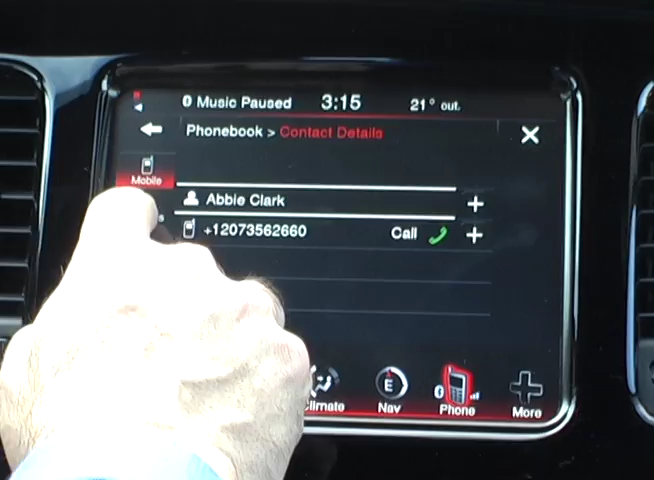 Music Paused 3:15 21° out.
Phonebook > Contact Details
Mobile
Abbie Clark
+12073562660 Call
Climate Nav Phone More
E